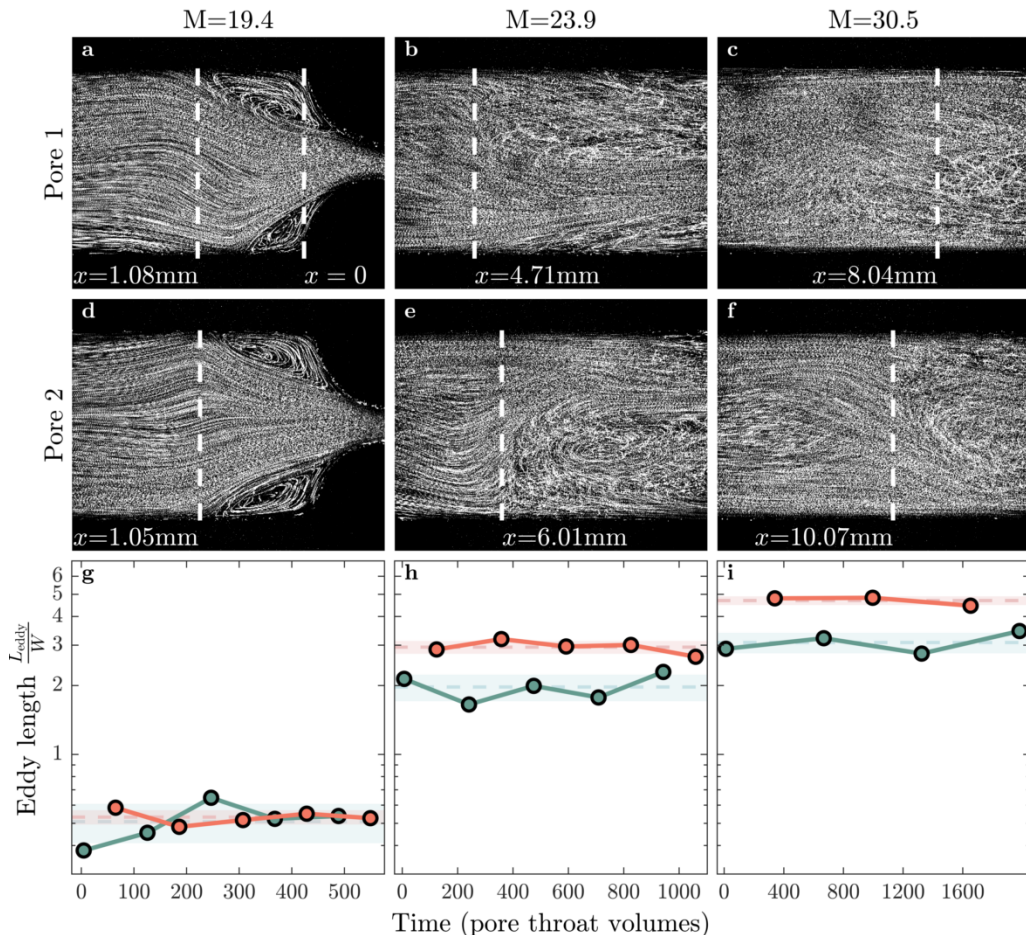 M=19.4 M=23.9 M=30.5
Pore 1
a b c
x=1.08mm x = 0 x=4.71mm x=8.04mm
Pore 2
d e f
x=1.05mm x=6.01mm x=10.07mm
Eddy length L_eddy/W
g h i
6
5
4
3
2
1
0 100 200 300 400 500 0 200 400 600 800 1000 0 400 800 1200 1600
Time (pore throat volumes)